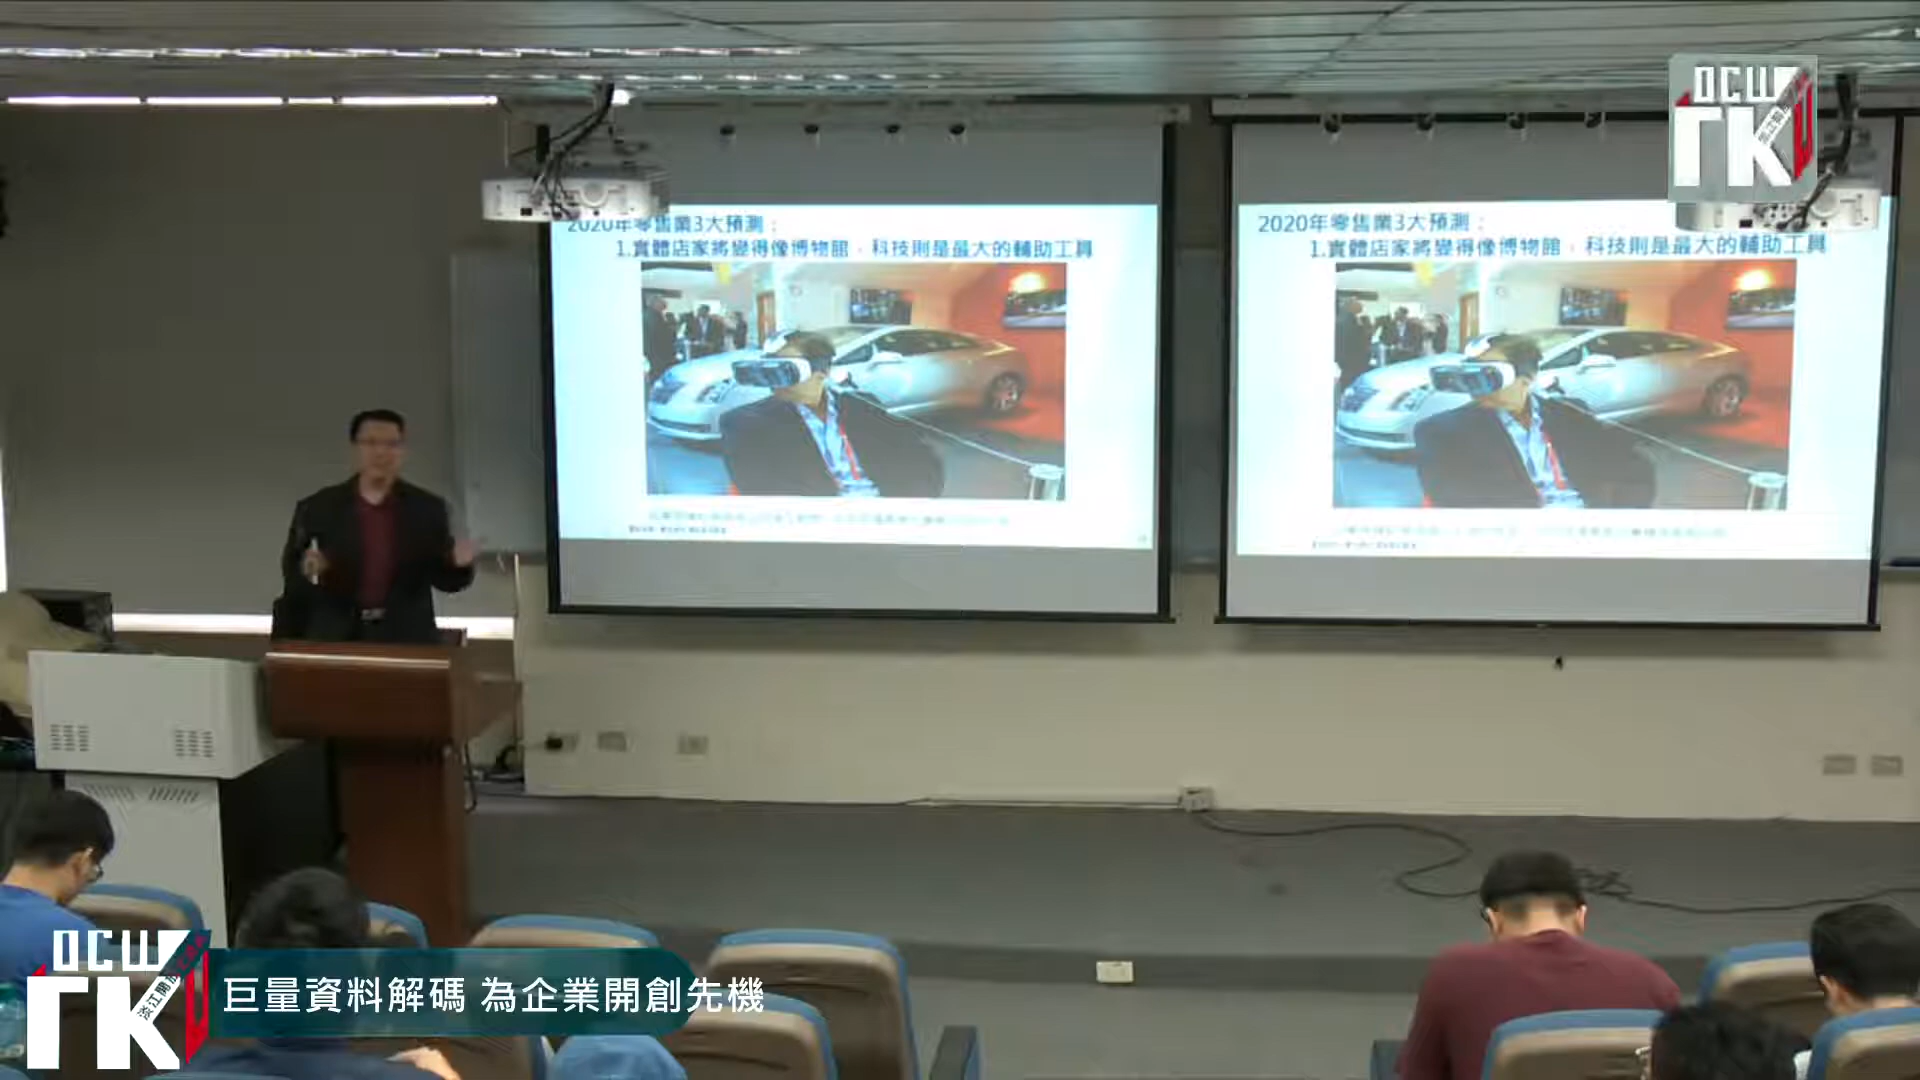 OCW
TKU
2020年零售業3大預測：
1.實體店家將變得像博物館，科技則是最大的輔助工具
2020年零售業3大預測：
1.實體店家將變得像博物館，科技則是最大的輔助工具
OCW
TKU
巨量資料解碼 為企業開創先機